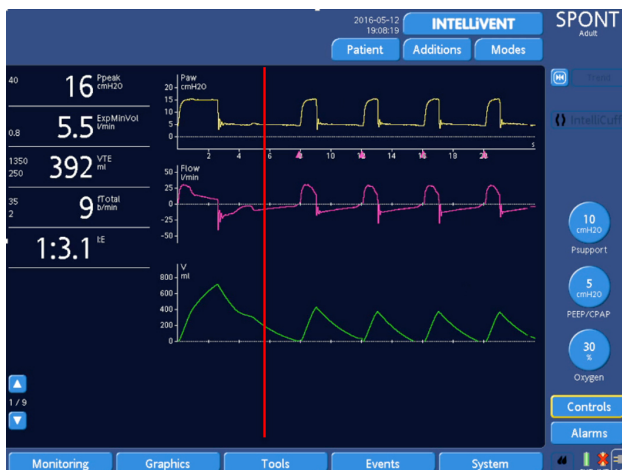 2016-05-12
19:08:19
INTELLiVENT
SPONT
Adult
Patient
Additions
Modes
40
16
Ppeak
cmH2O
0.8
5.5
ExpMinVol
l/min
1350
250
392
VTE
ml
35
2
9
fTotal
b/min
1:3.1
I:E
1 / 9
Paw
cmH2O
20
15
10
5
0
2 4 6 8 10 12 14 16 18 20
s
Flow
l/min
50
25
0
-25
-50
V
ml
800
600
400
200
0
IntelliCuff
10
cmH2O
Psupport
5
cmH2O
PEEP/CPAP
30
%
Oxygen
Controls
Alarms
Monitoring
Graphics
Tools
Events
System